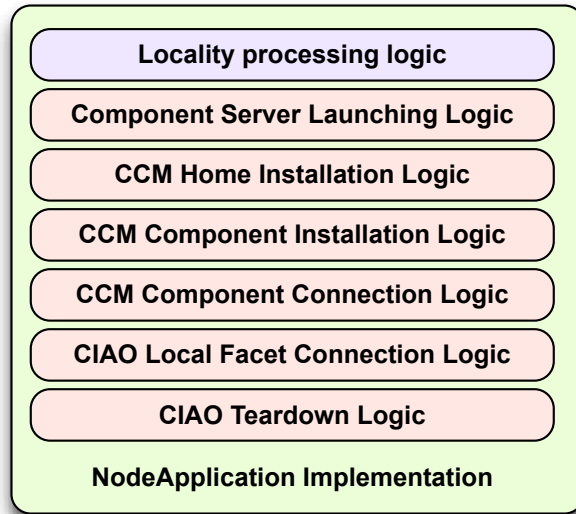 Locality processing logic
Component Server Launching Logic
CCM Home Installation Logic
CCM Component Installation Logic
CCM Component Connection Logic
CIAO Local Facet Connection Logic
CIAO Teardown Logic
NodeApplication Implementation